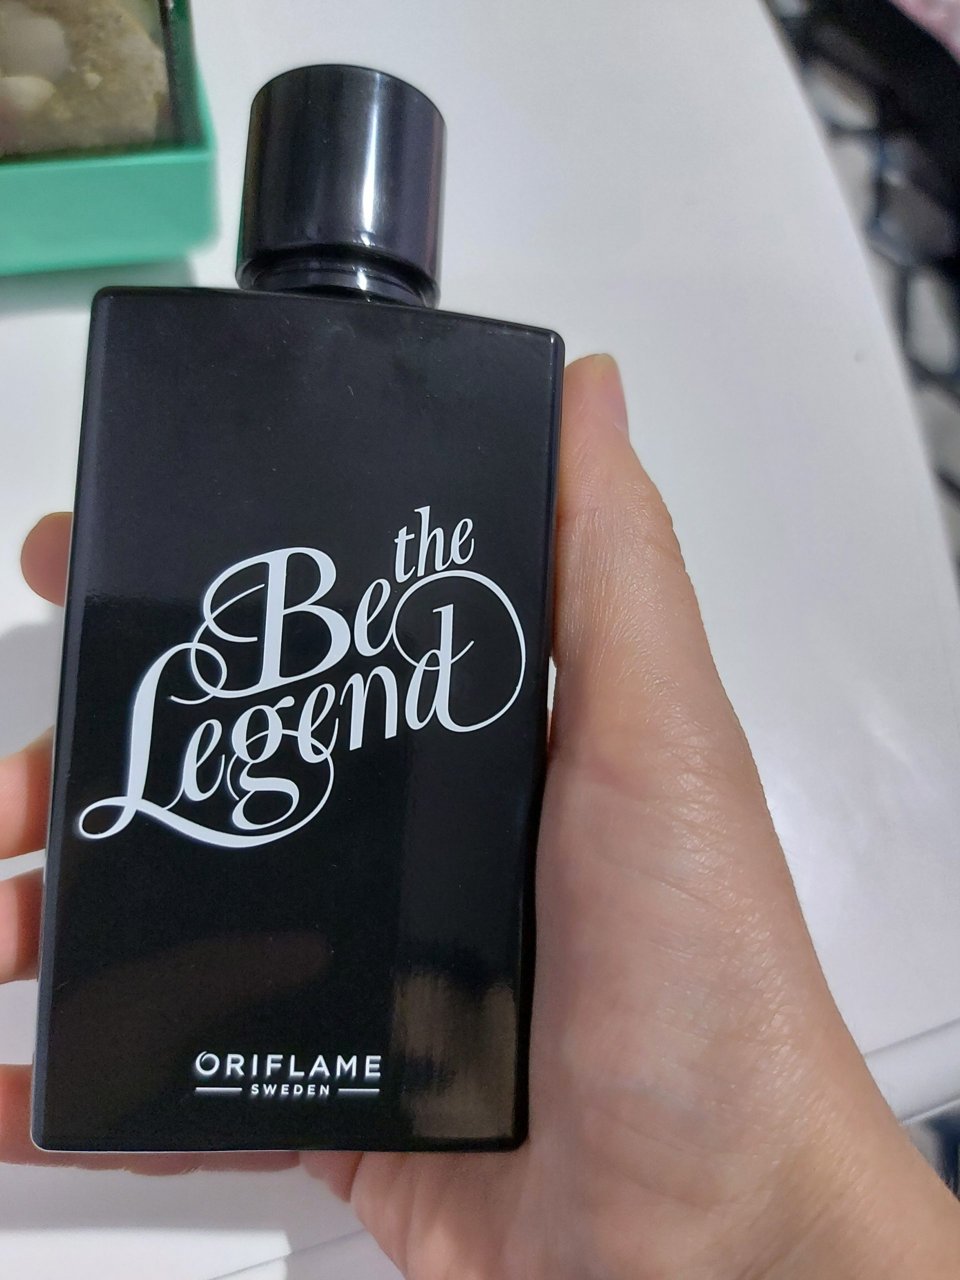 Be the
Legend
ORIFLAME
SWEDEN